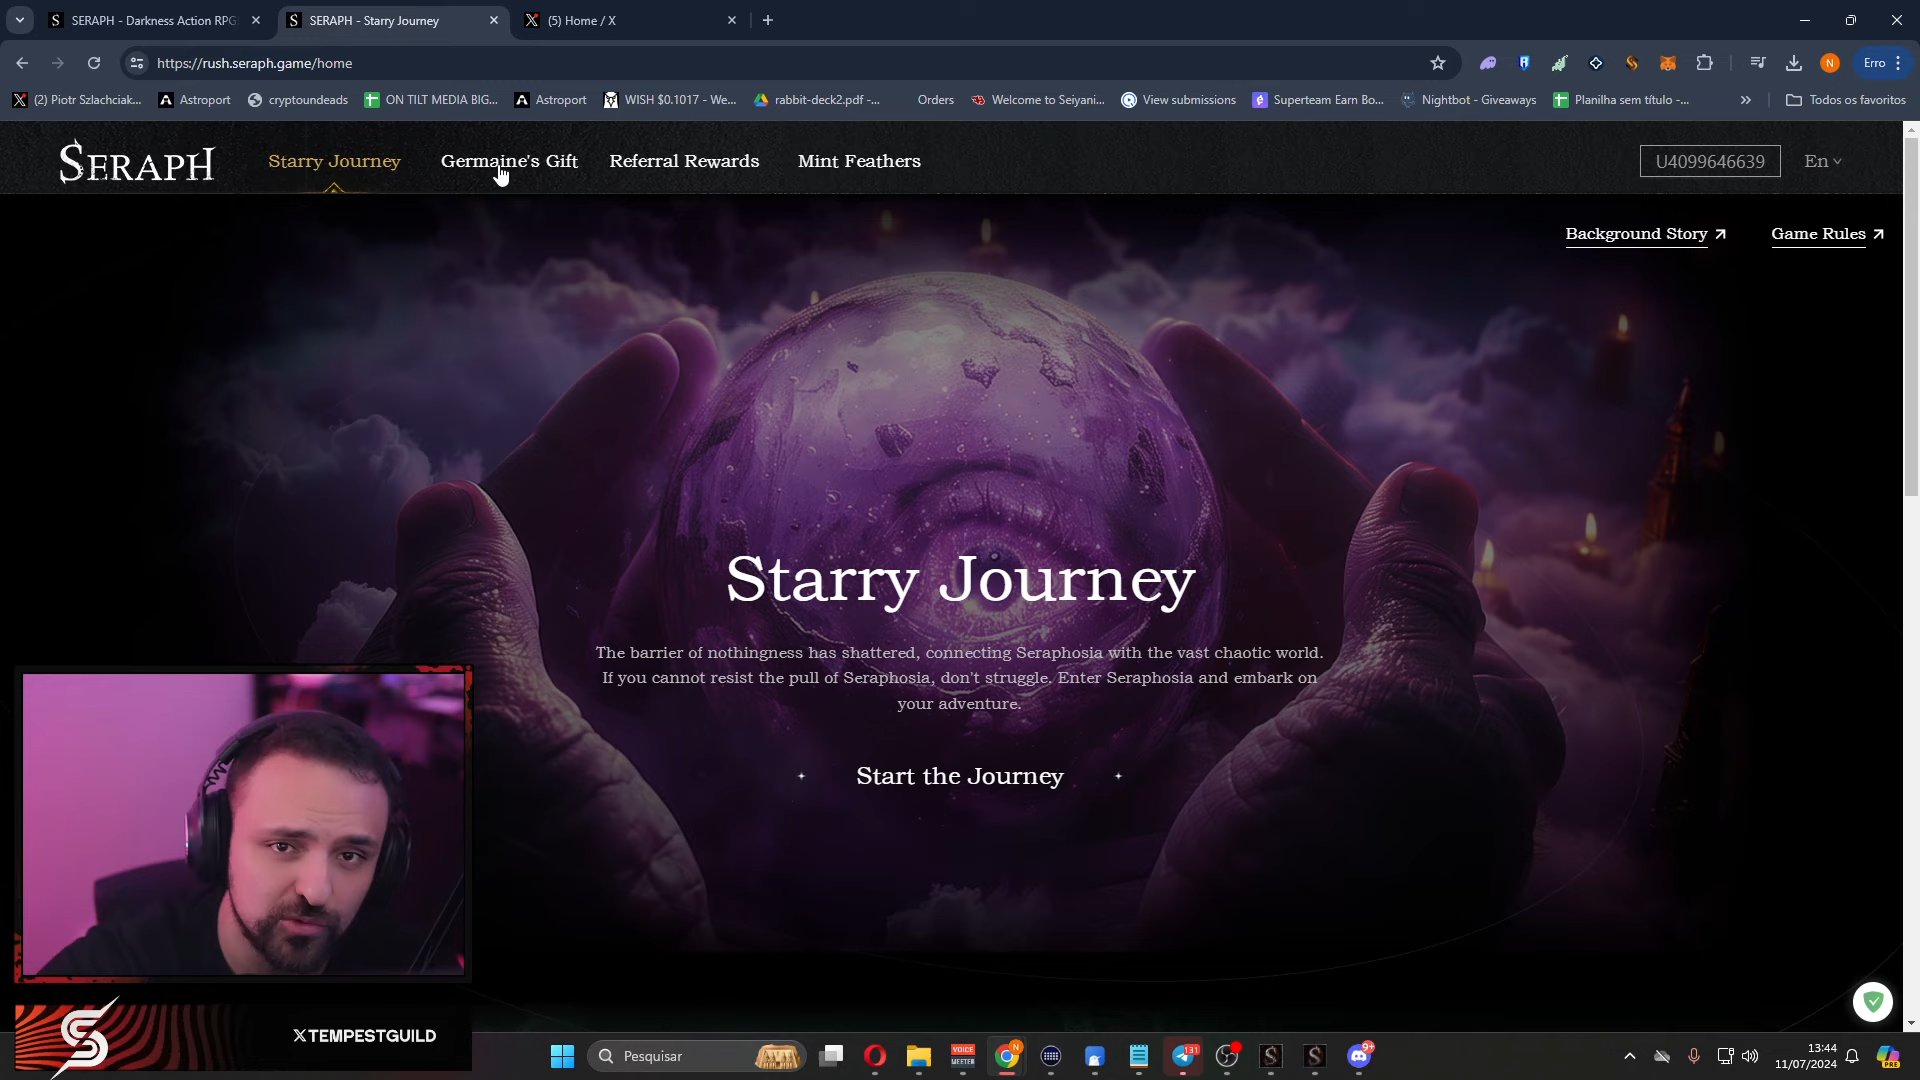 SERAPH - Darkness Action RPG
SERAPH - Starry Journey
(5) Home / X
https://rush.seraph.game/home
N
Erro
(2) Piotr Szlachciak...
Astroport
cryptoundeads
ON TILT MEDIA BIG...
Astroport
WISH $0.1017 - We...
rabbit-deck2.pdf -...
Orders
Welcome to Seiyani...
View submissions
Superteam Earn Bo...
Nightbot - Giveaways
Planilha sem título -...
Todos os favoritos
SERAPH
Starry Journey
Germaine's Gift
Referral Rewards
Mint Feathers
U4099646639
En
Background Story
Game Rules
Starry Journey
The barrier of nothingness has shattered, connecting Seraphosia with the vast chaotic world.
If you cannot resist the pull of Seraphosia, don't struggle. Enter Seraphosia and embark on
your adventure.
Start the Journey
XTEMPESTGUILD
Pesquisar
VOICE
MEETER
N
131
9+
13:44
11/07/2024
PRE